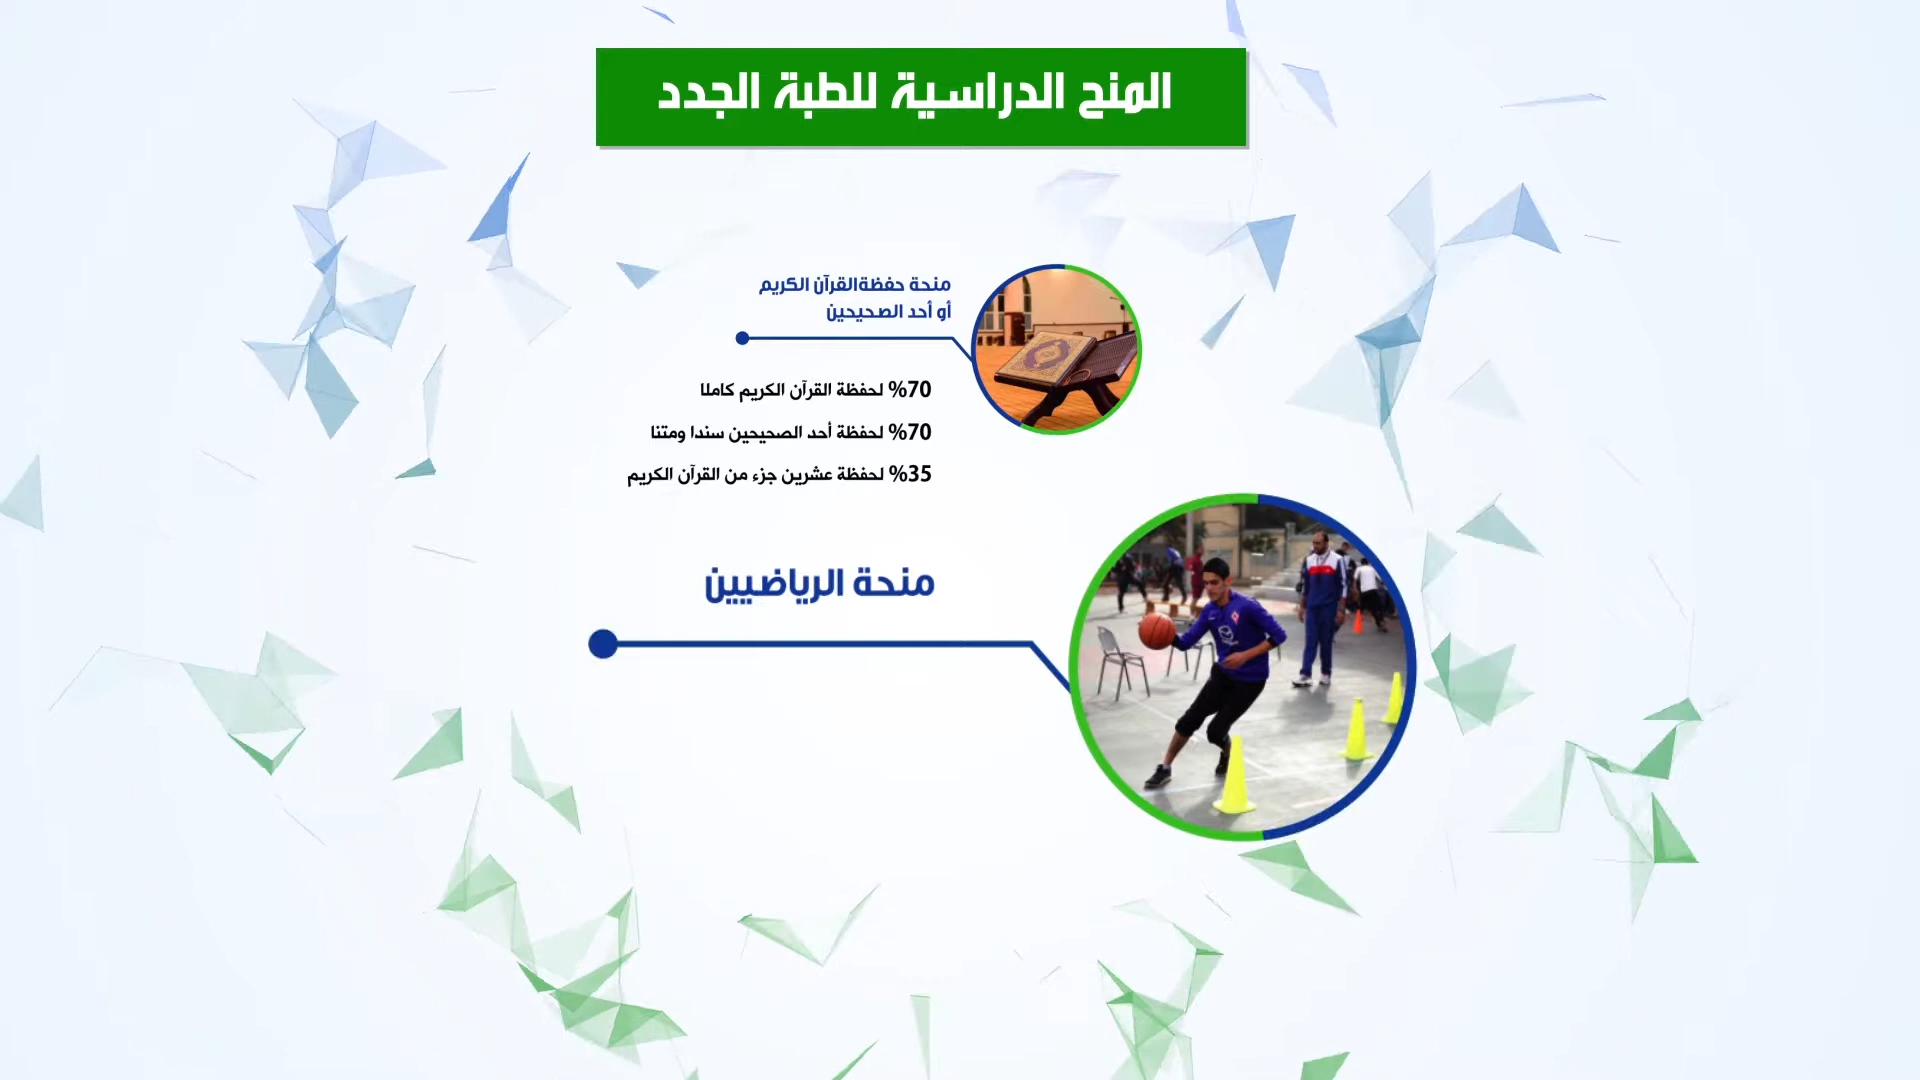 المنح الدراسية للطبة الجدد
منحة حفظةالقرآن الكريم
أو أحد الصحيحين
%70 لحفظة القرآن الكريم كاملا
%70 لحفظة أحد الصحيحين سندا ومتنا
%35 لحفظة عشرين جزء من القرآن الكريم
منحة الرياضيين